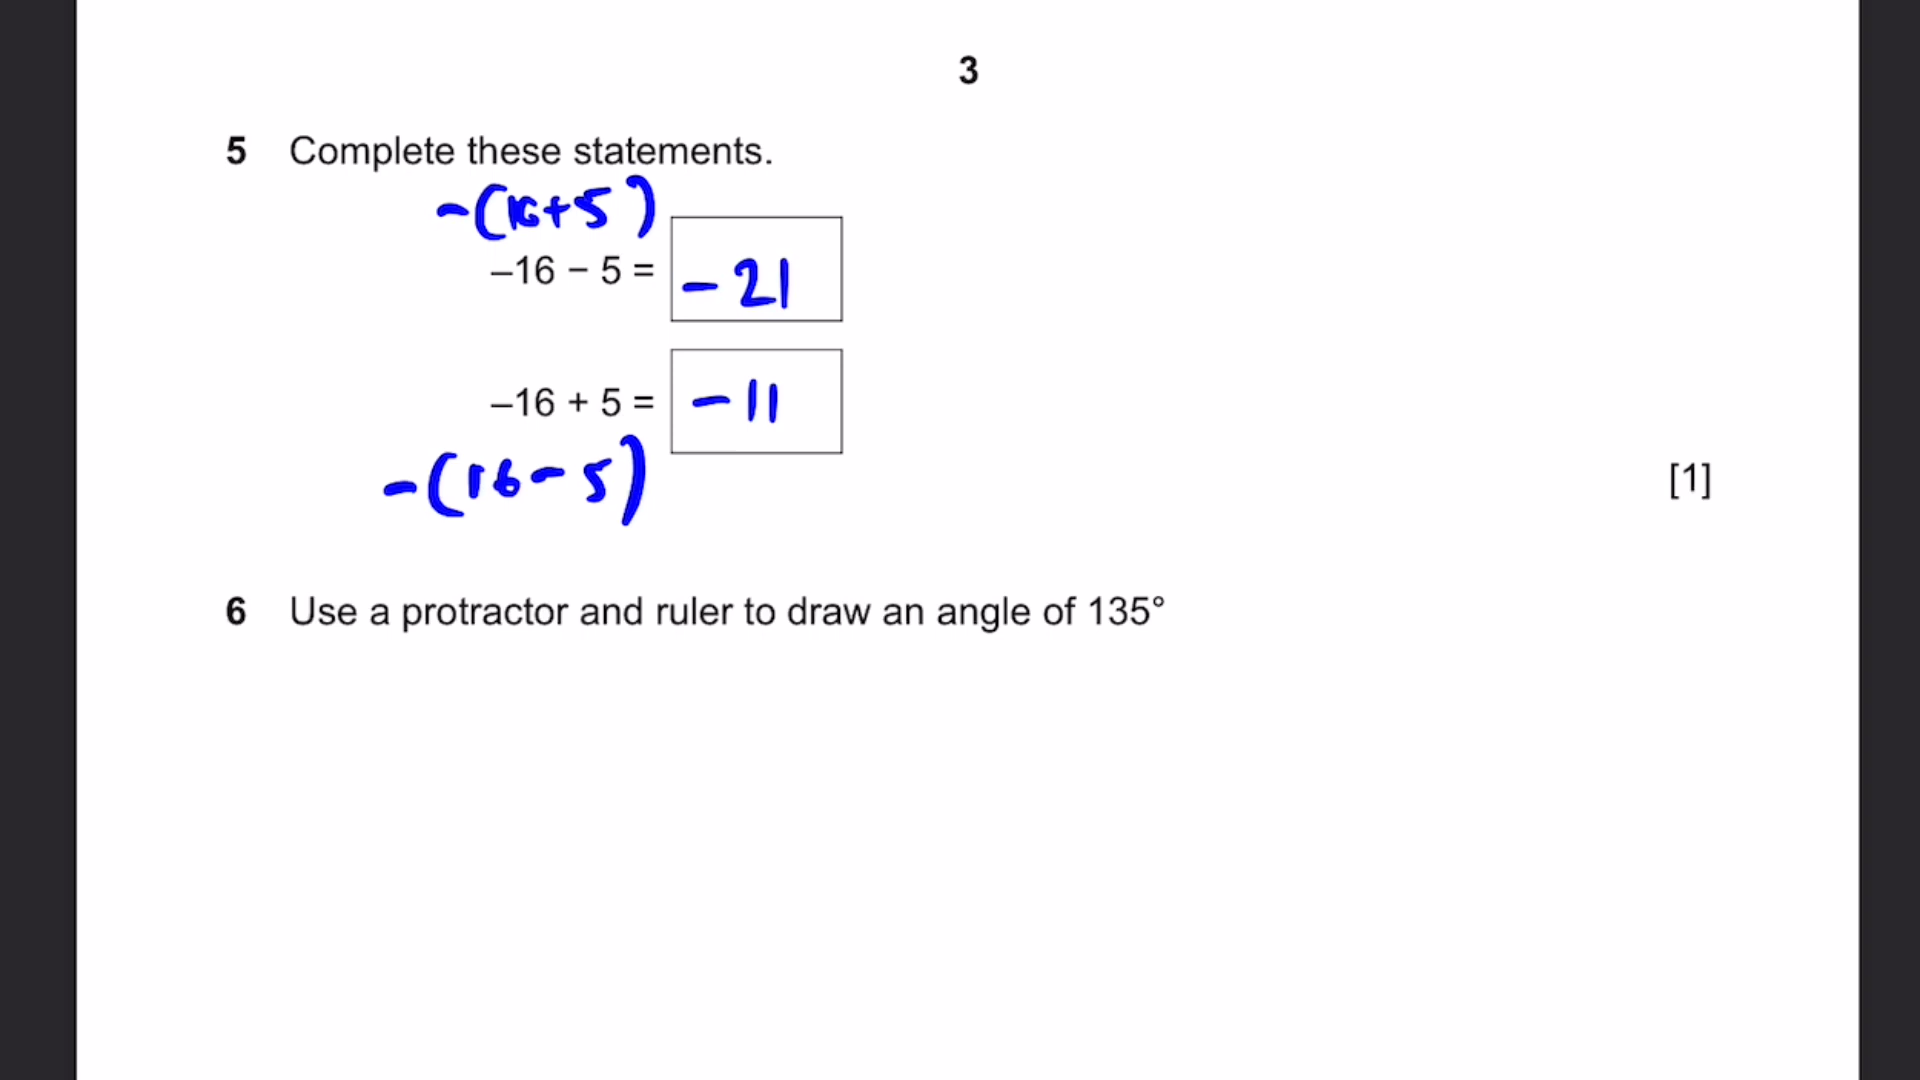 3
5 Complete these statements.
-(16+5)
–16 − 5 = -21
–16 + 5 = -11
-(16-5)
[1]
6 Use a protractor and ruler to draw an angle of 135°